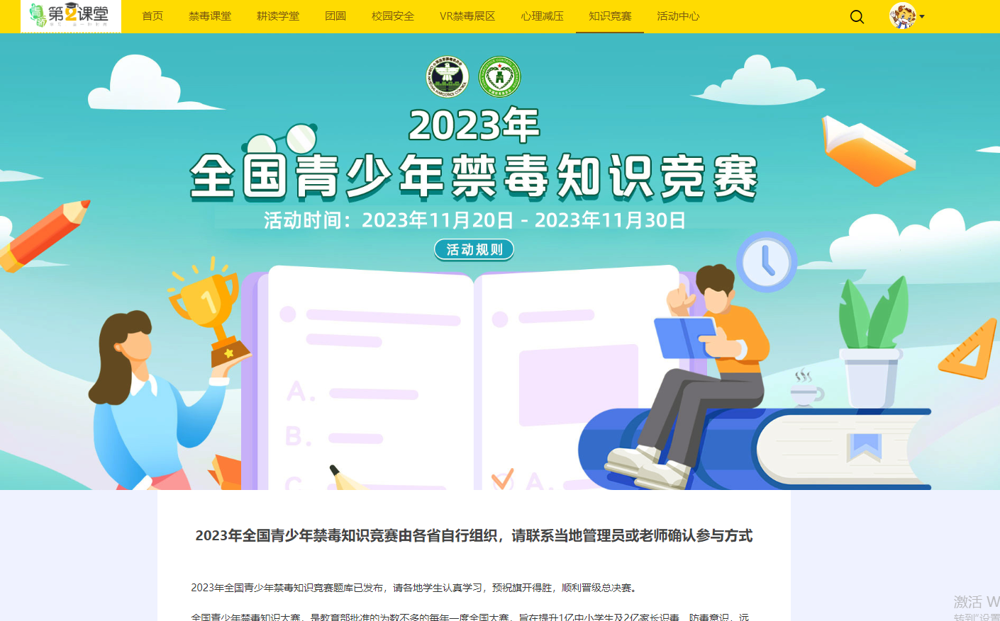 青骄第2课堂
首页 禁毒课堂 耕读学堂 团圆 校园安全 VR禁毒展区 心理减压 知识竞赛 活动中心
2023年
全国青少年禁毒知识竞赛
活动时间：2023年11月20日 - 2023年11月30日
活动规则
1
A.
B.
C
A.
2023年全国青少年禁毒知识竞赛由各省自行组织，请联系当地管理员或老师确认参与方式
2023年全国青少年禁毒知识竞赛题库已发布，请各地学生认真学习，预祝旗开得胜，顺利晋级总决赛。
全国青少年禁毒知识大赛，是教育部批准的为数不多的每年一度全国大赛，旨在提升1亿中小学生及2亿家长识毒、防毒意识，远
激活 W
转到"设置